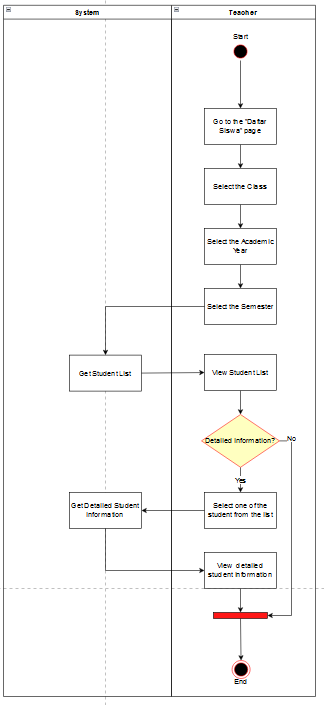 System
Teacher
Start
Go to the "Daftar
Siswa" page
Select the Class
Select the Academic
Year
Select the Semester
Get Student List
View Student List
Detailed Information?
No
Yes
Get Detailed Student
Information
Select one of the
student from the list
View detailed
student information
End